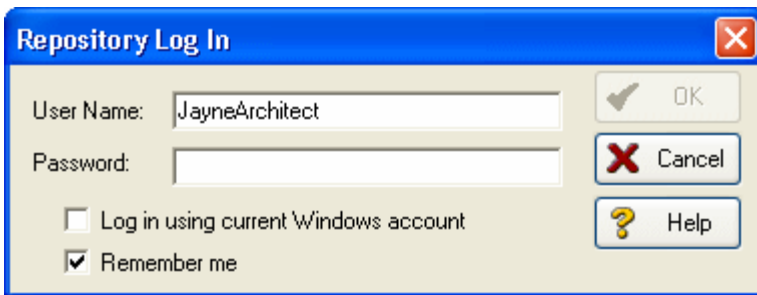 Repository Log In
User Name: JayneArchitect
OK
Password:
Cancel
Log in using current Windows account
Help
Remember me